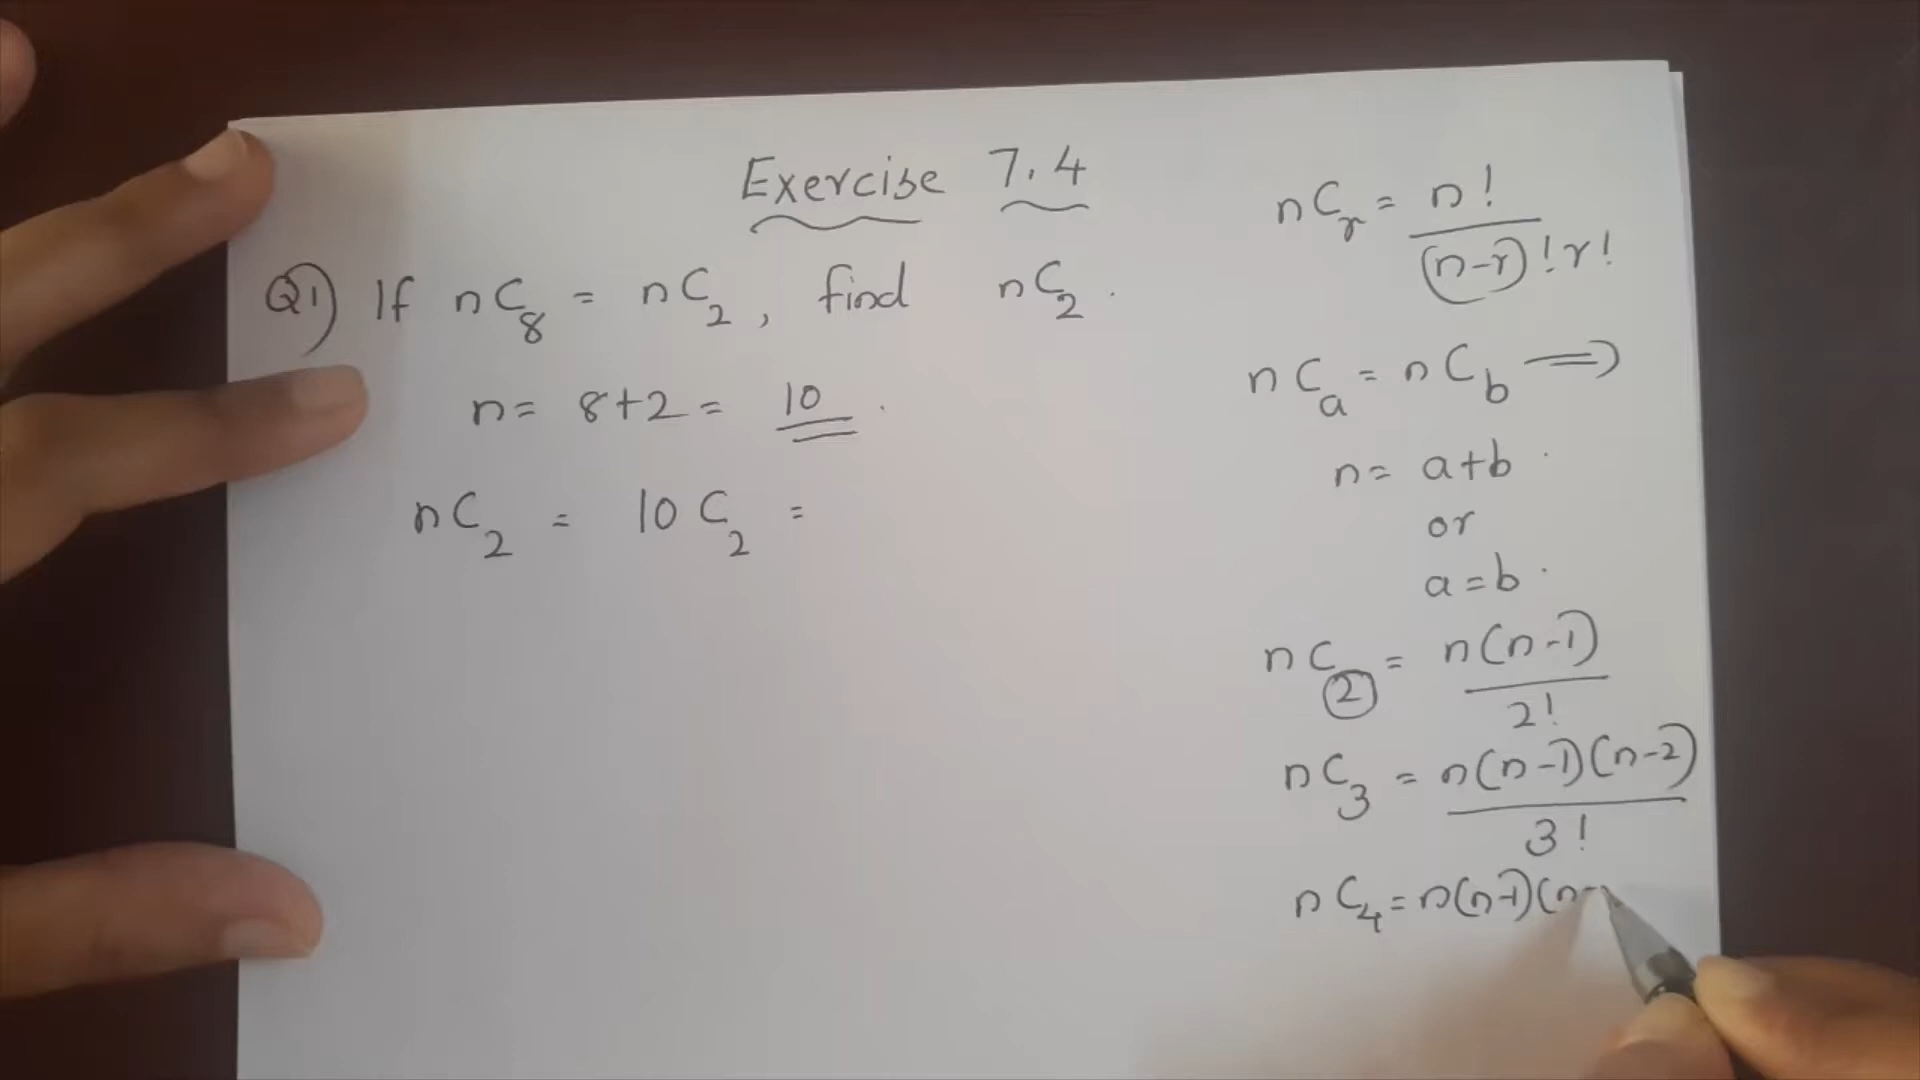 Exercise 7.4
Q1) If nC8 = nC2, find nC2.
n = 8+2 = 10.
nC2 = 10C2 =
nCr = n!
(n-r)!r!
nCa = nCb ⟹
n = a+b.
or
a = b.
nC2 = n(n-1)
2!
nC3 = n(n-1)(n-2)
3!
nC4 = n(n-1)(n-